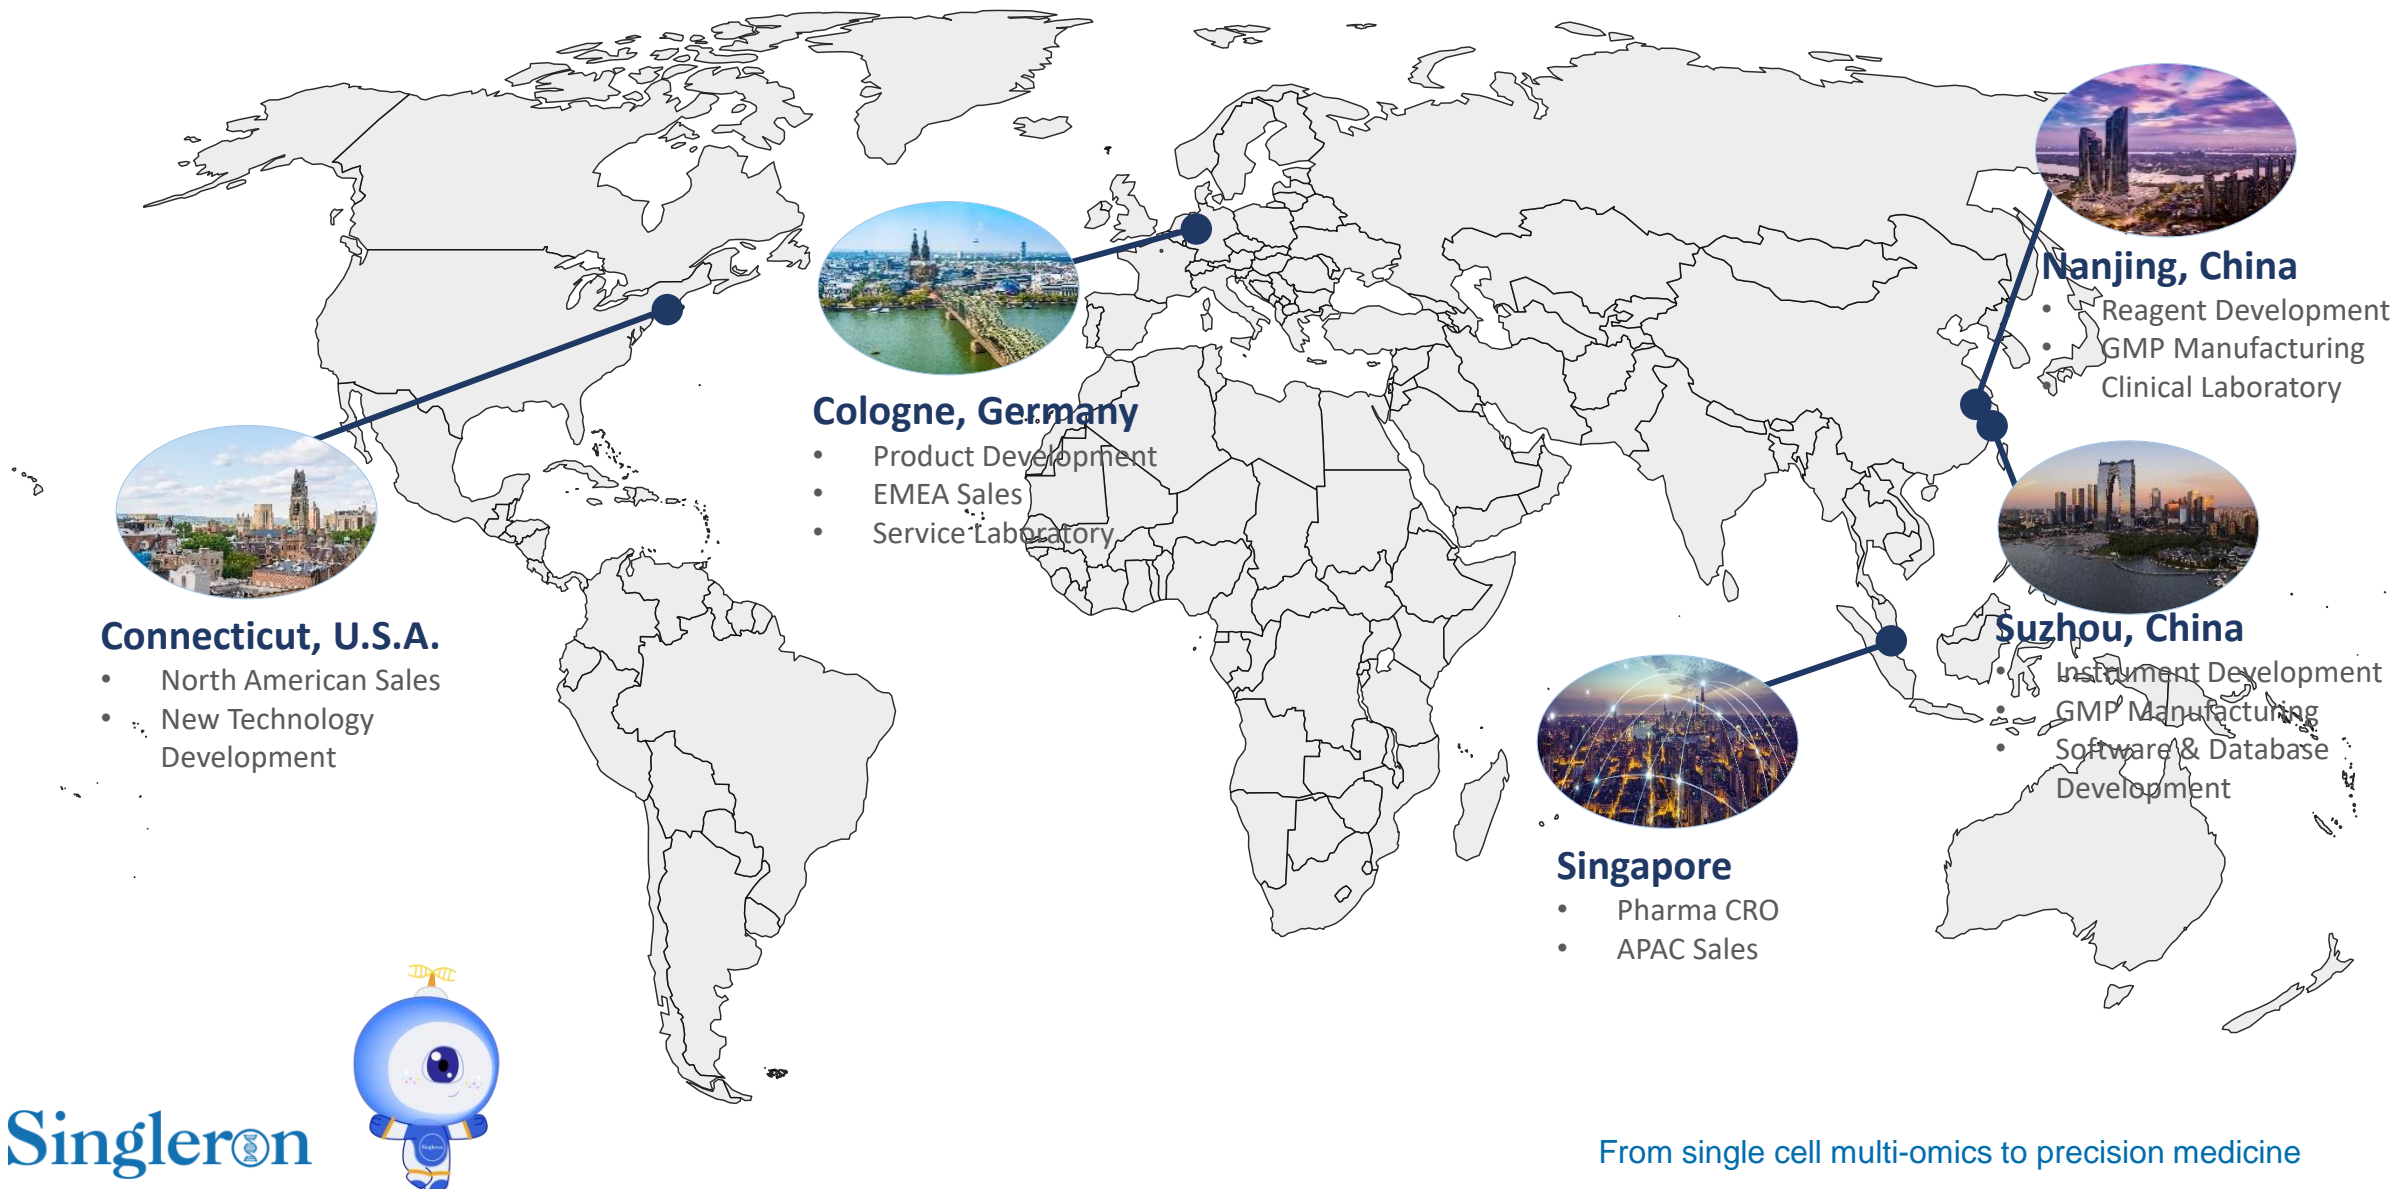 Nanjing, China
• Reagent Development
• GMP Manufacturing
• Clinical Laboratory
Cologne, Germany
• Product Development
• EMEA Sales
• Service Laboratory
Connecticut, U.S.A.
• North American Sales
• New Technology
Development
Suzhou, China
• Instrument Development
• GMP Manufacturing
• Software & Database
Development
Singapore
• Pharma CRO
• APAC Sales
Singleron
Singleron
From single cell multi-omics to precision medicine